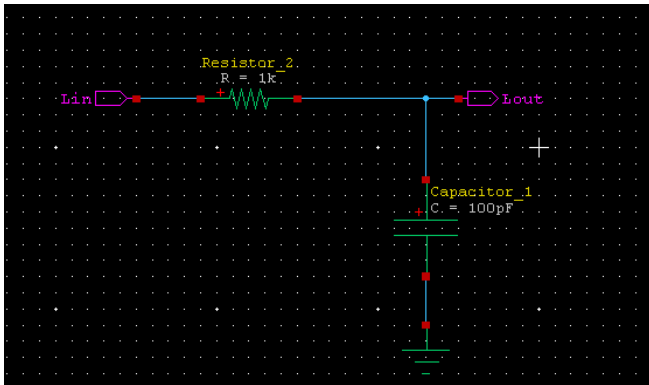 Resistor_2
R = 1k
Lin
Lout
Capacitor_1
C = 100pF